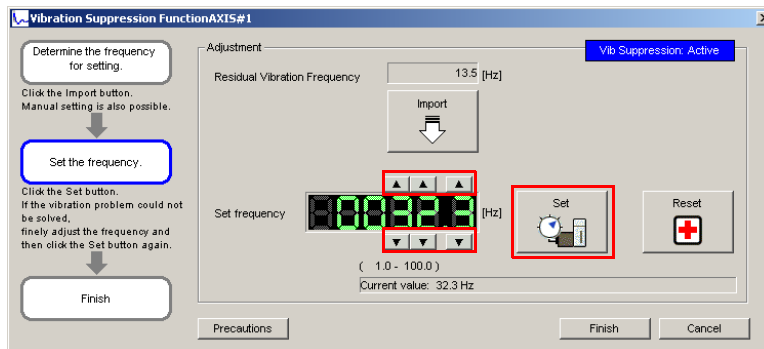 Vibration Suppression FunctionAXIS#1
Determine the frequency
for setting.
Click the Import button.
Manual setting is also possible.
Set the frequency.
Click the Set button.
If the vibration problem could not
be solved,
finely adjust the frequency and
then click the Set button again.
Finish
Adjustment
Vib Suppression: Active
Residual Vibration Frequency
13.5 [Hz]
Import
Set frequency
0032.3 [Hz]
Set
Reset
( 1.0 - 100.0 )
Current value: 32.3 Hz
Precautions
Finish
Cancel